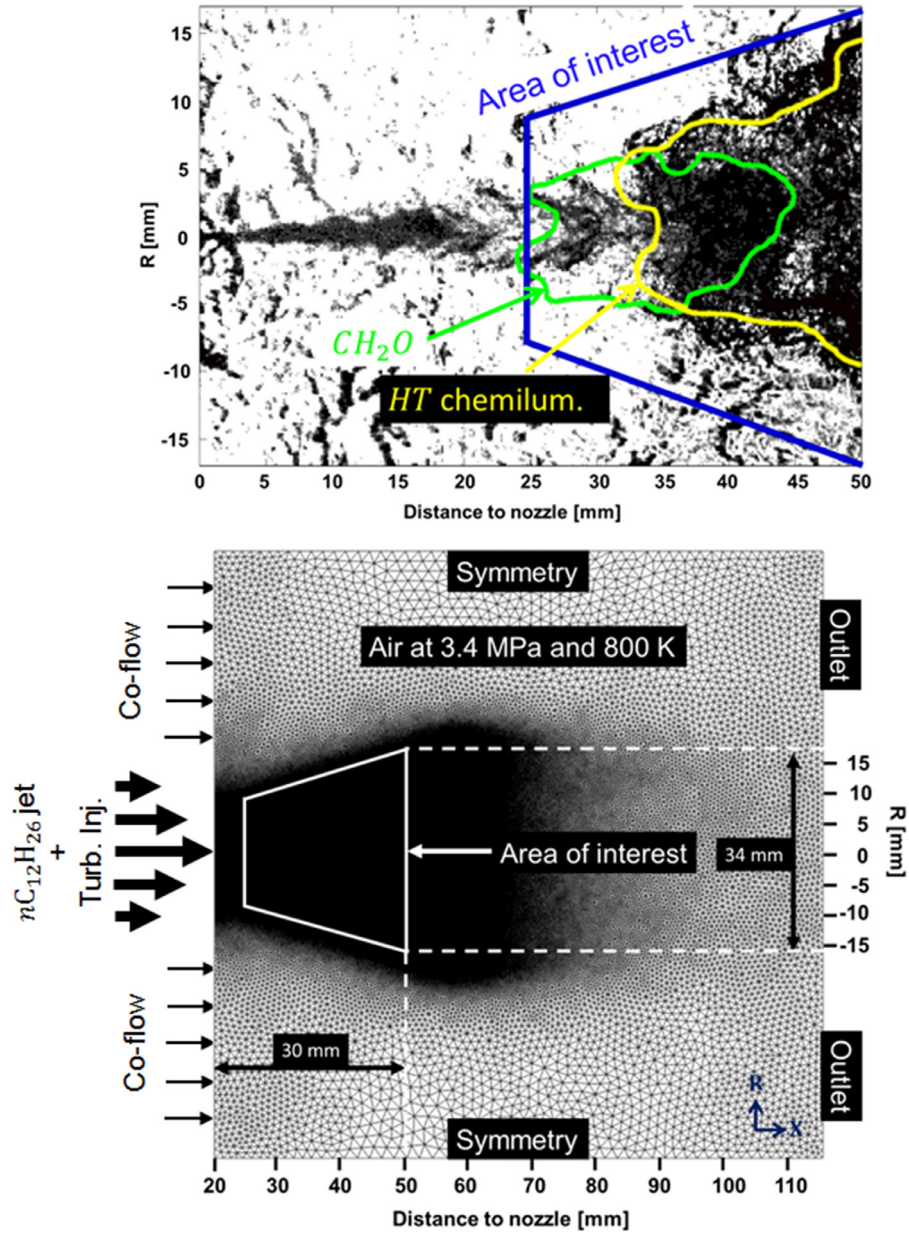 15
10
5
0
-5
-10
-15
R [mm]
Area of interest
CH₂O
HT chemilum.
0 5 10 15 20 25 30 35 40 45 50
Distance to nozzle [mm]
Symmetry
Air at 3.4 MPa and 800 K
Co-flow
Outlet
nC₁₂H₂₆ jet
+
Turb. Inj.
Area of interest
34 mm
15
10
5
0
-5
-10
-15
R [mm]
Co-flow
30 mm
Outlet
R
X
Symmetry
20 30 40 50 60 70 80 90 100 110
Distance to nozzle [mm]